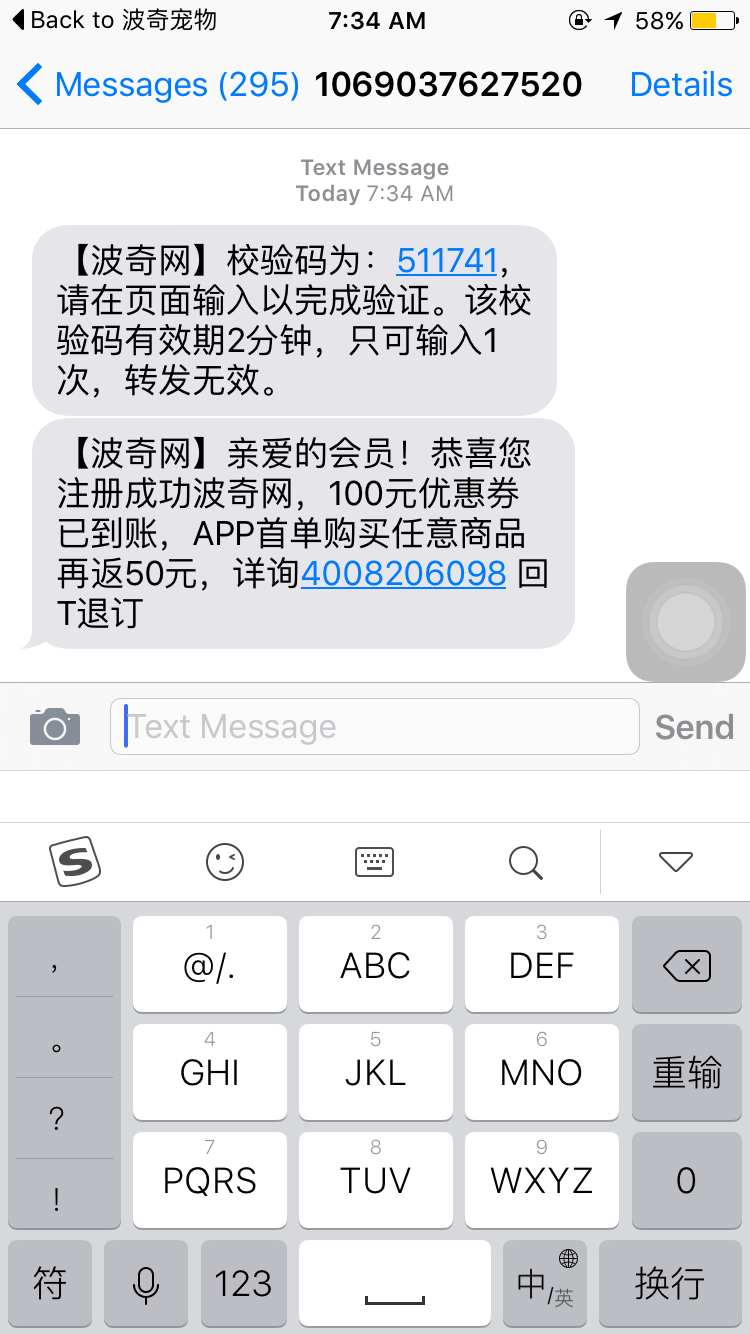 Back to 波奇宠物 7:34 AM 58%
Messages (295) 1069037627520 Details
Text Message
Today 7:34 AM
【波奇网】校验码为：511741，
请在页面输入以完成验证。该校
验码有效期2分钟，只可输入1
次，转发无效。
【波奇网】亲爱的会员！恭喜您
注册成功波奇网，100元优惠券
已到账，APP首单购买任意商品
再返50元，详询4008206098 回
T退订
Text Message Send
S
， 1 2 3
@/. ABC DEF
。 4 5 6
GHI JKL MNO 重输
？ 7 8 9
PQRS TUV WXYZ 0
！
符 123 中/英 换行